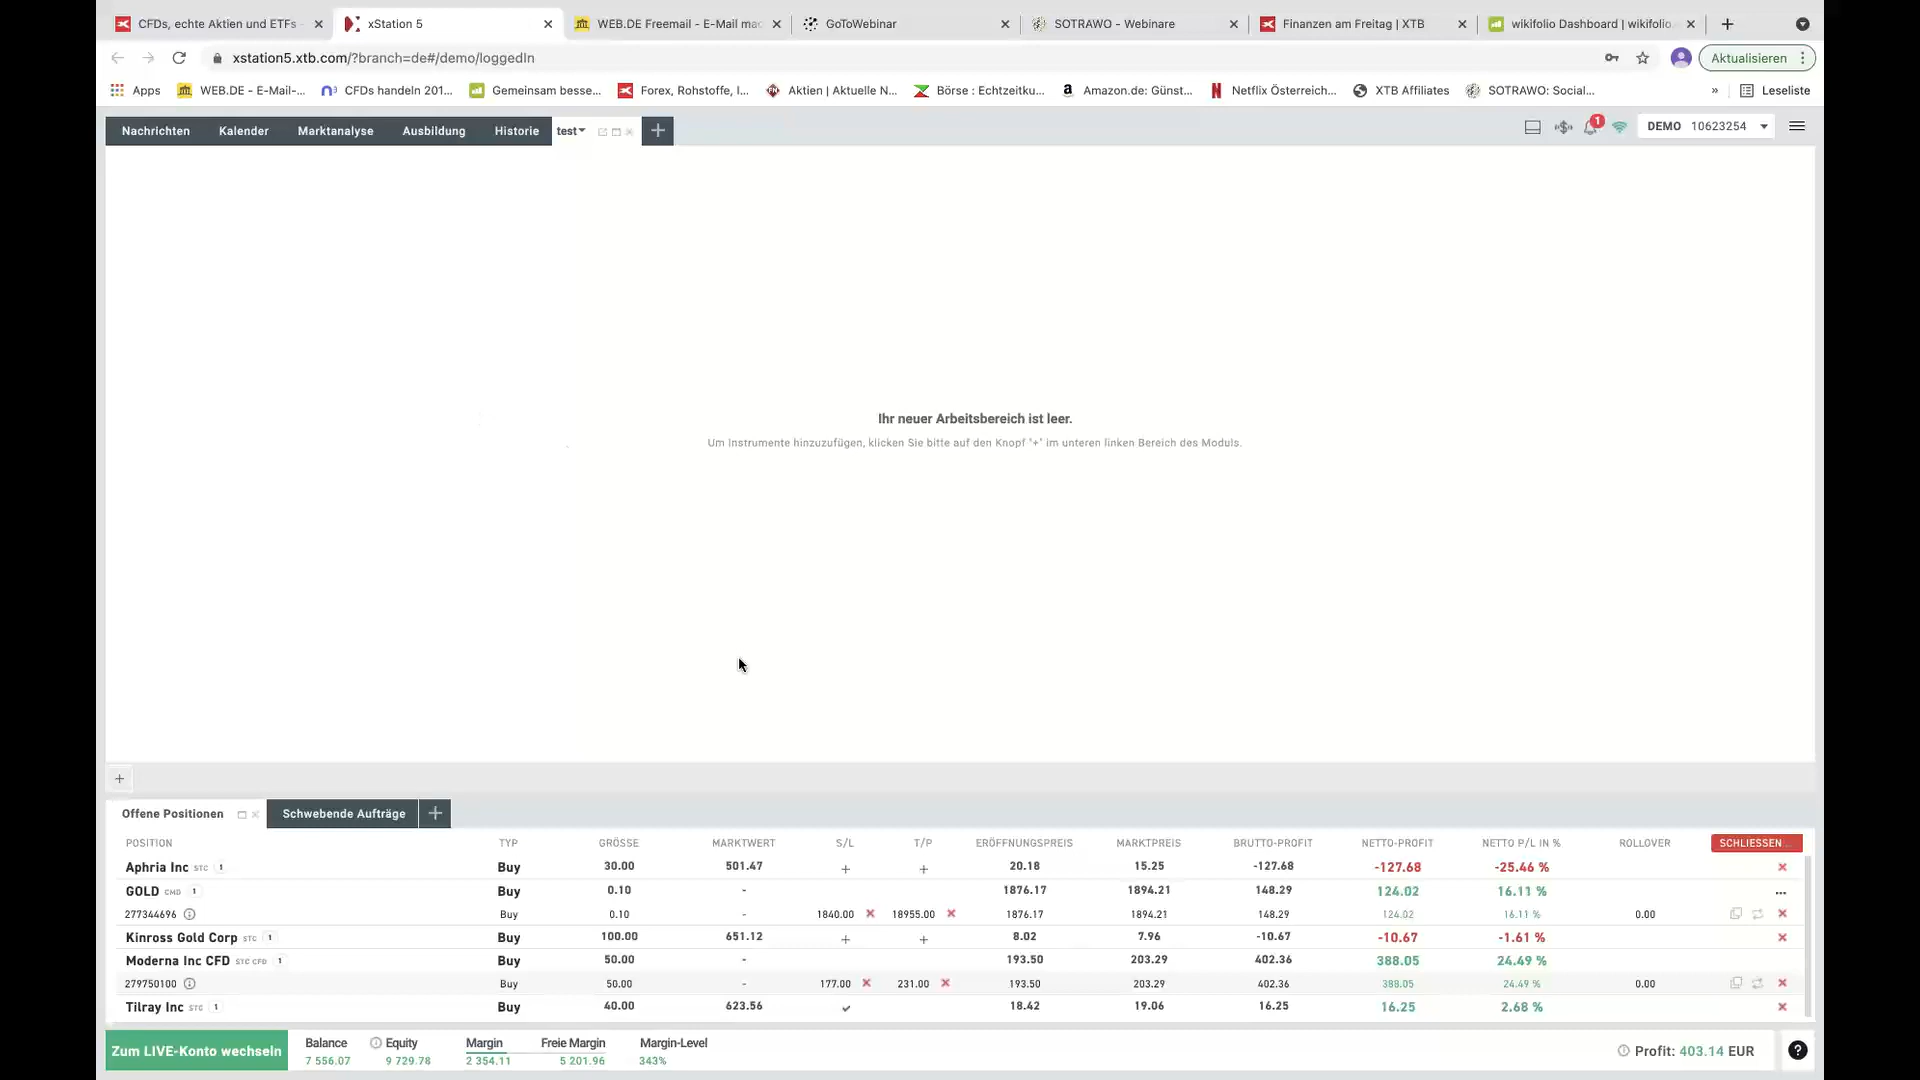 CFDs, echte Aktien und ETFs
xStation 5
WEB.DE Freemail - E-Mail mac
GoToWebinar
SOTRAWO - Webinare
Finanzen am Freitag | XTB
wikifolio Dashboard | wikifolio.
xstation5.xtb.com/?branch=de#/demo/loggedIn
Aktualisieren
Apps
WEB.DE - E-Mail-...
CFDs handeln 201...
Gemeinsam besse...
Forex, Rohstoffe, I...
Aktien | Aktuelle N...
Börse : Echtzeitku...
Amazon.de: Günst...
Netflix Österreich...
XTB Affiliates
SOTRAWO: Social...
»
Leseliste
Nachrichten
Kalender
Marktanalyse
Ausbildung
Historie
test
1
DEMO 10623254
Ihr neuer Arbeitsbereich ist leer.
Um Instrumente hinzuzufügen, klicken Sie bitte auf den Knopf '+' im unteren linken Bereich des Moduls.
+
Offene Positionen
Schwebende Aufträge
+
POSITION TYP GRÖSSE MARKTWERT S/L T/P ERÖFFNUNGSPREIS MARKTPREIS BRUTTO-PROFIT NETTO-PROFIT NETTO P/L IN % ROLLOVER SCHLIESSEN
Aphria Inc STC 1 Buy 30.00 501.47 + + 20.18 15.25 -127.68 -127.68 -25.46 %
GOLD CMD 1 Buy 0.10 - 1876.17 1894.21 148.29 124.02 16.11 % ...
277344696 Buy 0.10 - 1840.00 18955.00 1876.17 1894.21 148.29 124.02 16.11 % 0.00
Kinross Gold Corp STC 1 Buy 100.00 651.12 + + 8.02 7.96 -10.67 -10.67 -1.61 %
Moderna Inc CFD STC CFD 1 Buy 50.00 - 193.50 203.29 402.36 388.05 24.49 %
279750100 Buy 50.00 - 177.00 231.00 193.50 203.29 402.36 388.05 24.49 % 0.00
Tilray Inc STC 1 Buy 40.00 623.56 18.42 19.06 16.25 16.25 2.68 %
Zum LIVE-Konto wechseln
Balance Equity Margin Freie Margin Margin-Level
7 556.07 9 729.78 2 354.11 5 201.96 343%
Profit: 403.14 EUR
?